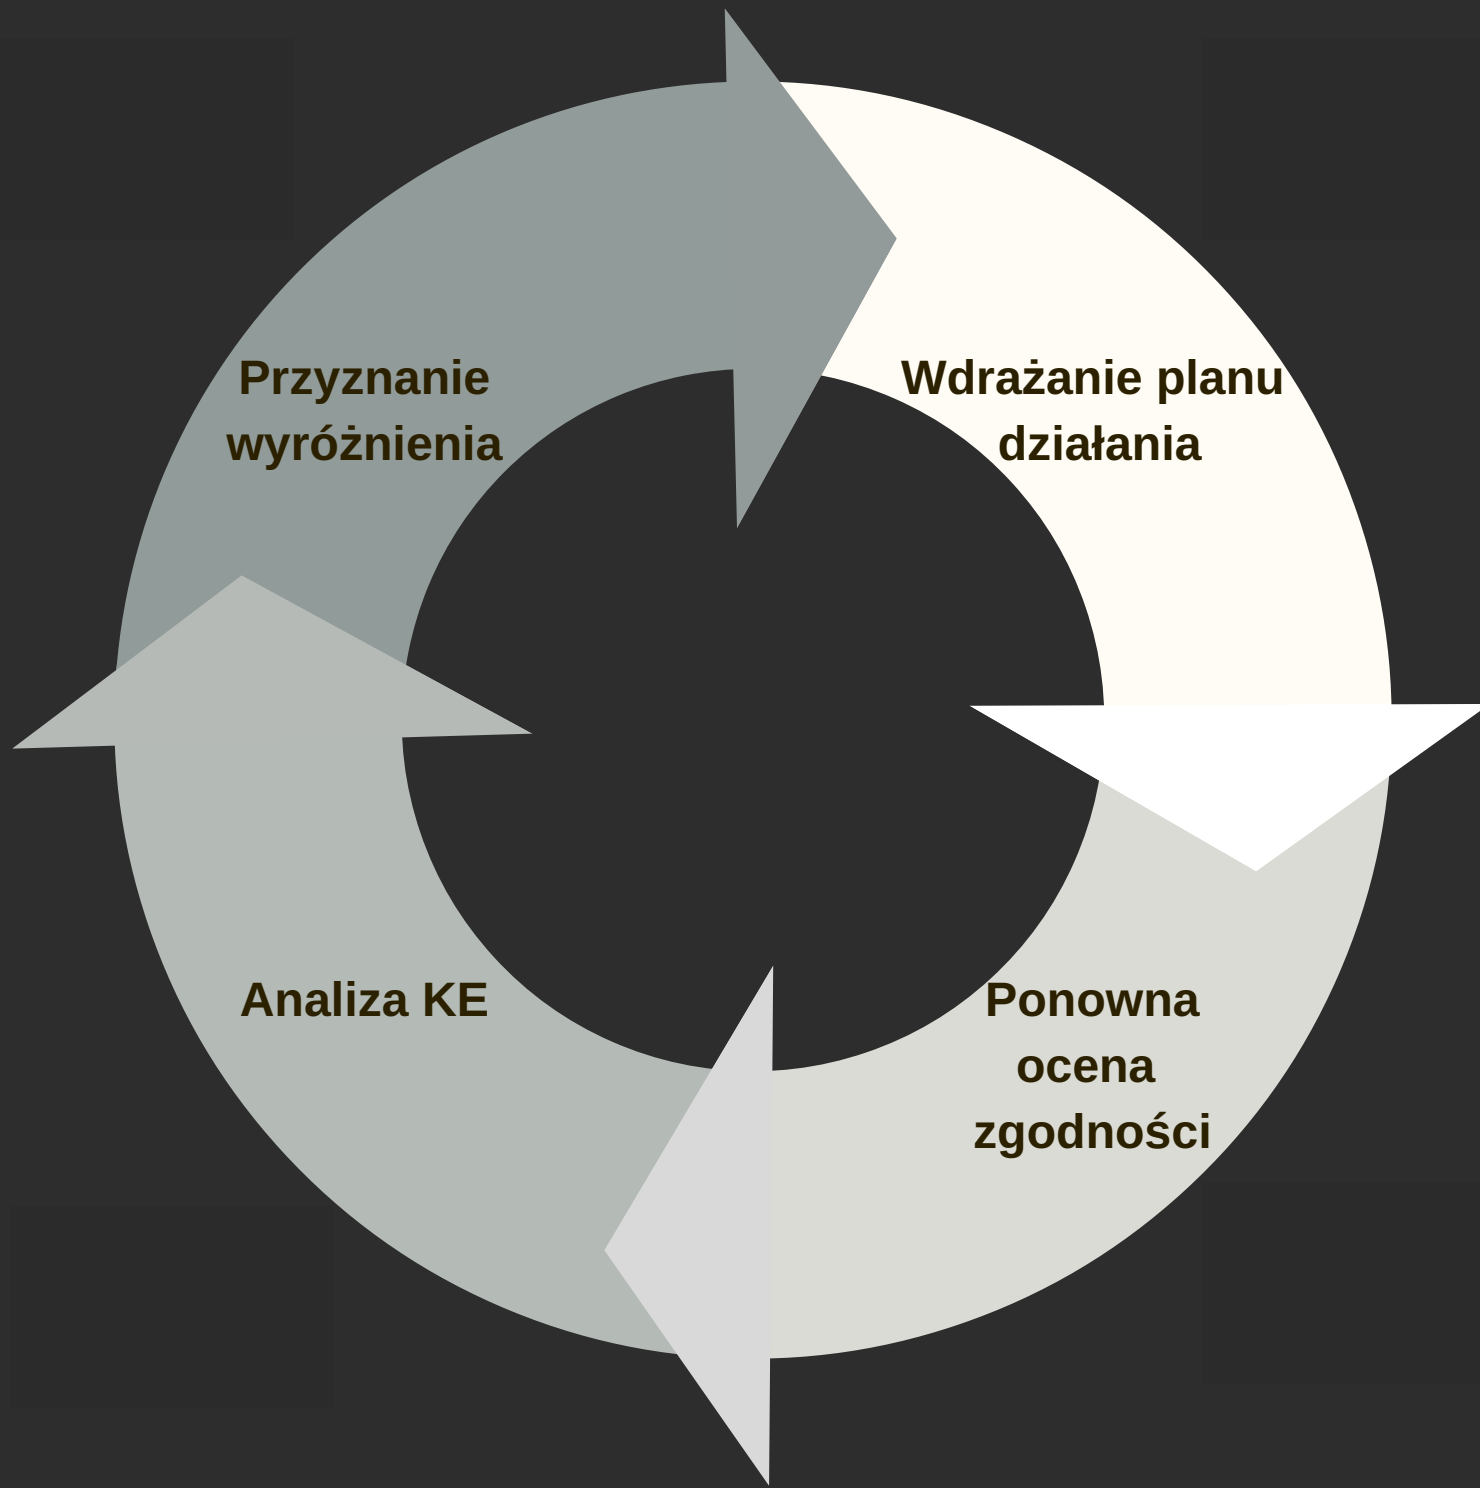 Przyznanie
wyróżnienia
Wdrażanie planu
działania
Analiza KE
Ponowna
ocena
zgodności